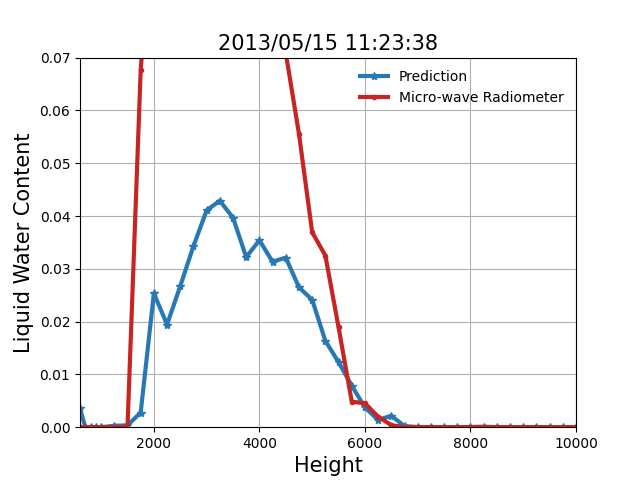 2013/05/15 11:23:38
Prediction
Micro-wave Radiometer
Liquid Water Content
0.07
0.06
0.05
0.04
0.03
0.02
0.01
0.00
2000 4000 6000 8000 10000
Height